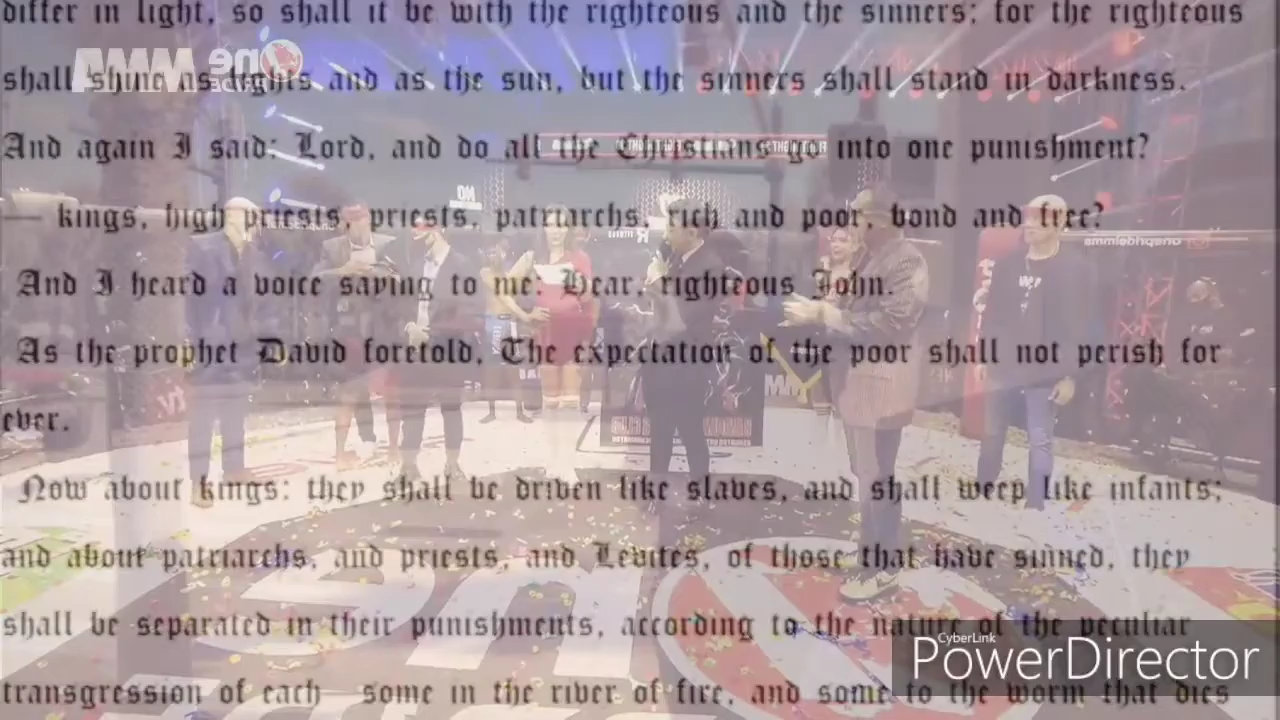 differ in light, so shall it be with the righteous and the sinners; for the righteous
shall shine as lights and as the sun, but the sinners shall stand in darkness.
And again I said: Lord, and do all the Christians go into one punishment?
— kings, high priests, priests, patriarchs, rich and poor, bond and free?
And I heard a voice saying to me: Hear, righteous John.
As the prophet David foretold, The expectation of the poor shall not perish for
ever.
Now about kings: they shall be driven like slaves, and shall weep like infants;
and about patriarchs, and priests, and Levites, of those that have sinned, they
shall be separated in their punishments, according to the nature of the peculiar
transgression of each some in the river of fire, and some to the worm that dies
MMA
One
CyberLink
PowerDirector